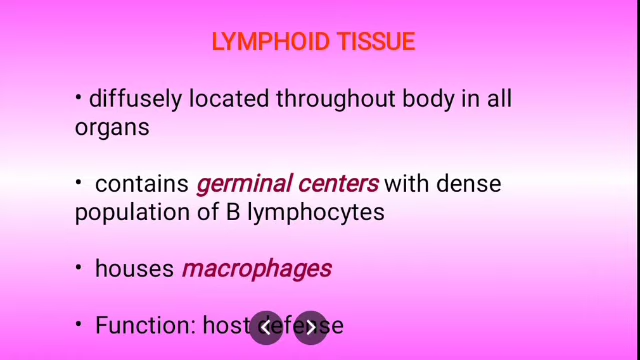 LYMPHOID TISSUE
• diffusely located throughout body in all
organs
• contains germinal centers with dense
population of B lymphocytes
• houses macrophages
• Function: host defense